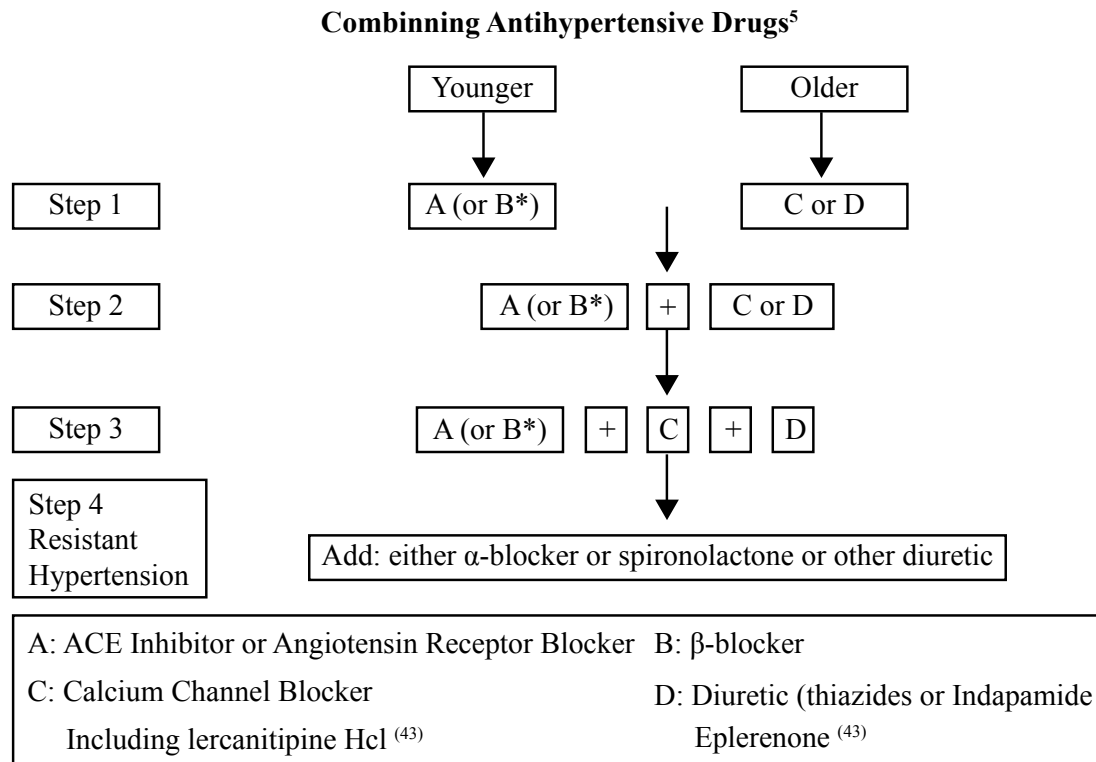 Combinning Antihypertensive Drugs⁵
Younger Older
Step 1 A (or B*) C or D
Step 2 A (or B*) + C or D
Step 3 A (or B*) + C + D
Step 4
Resistant
Hypertension
Add: either α-blocker or spironolactone or other diuretic
A: ACE Inhibitor or Angiotensin Receptor Blocker B: β-blocker
C: Calcium Channel Blocker D: Diuretic (thiazides or Indapamide
Including lercanitipine Hcl ⁽⁴³⁾ Eplerenone ⁽⁴³⁾